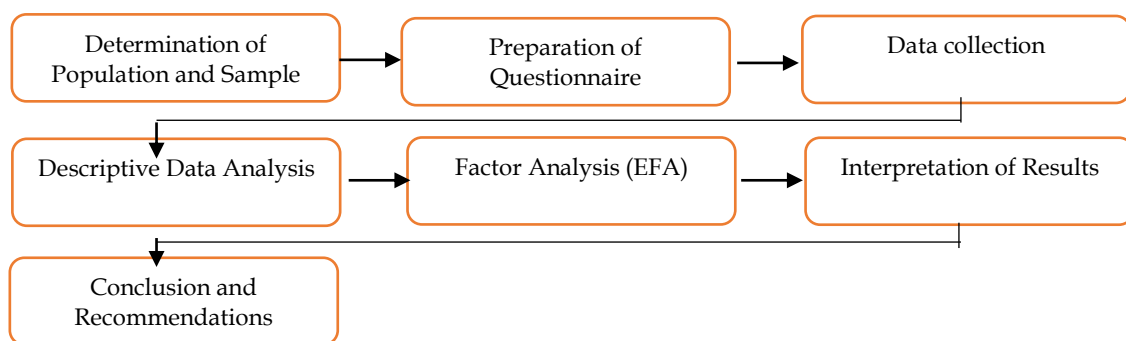 Determination of
Population and Sample
Preparation of
Questionnaire
Data collection
Descriptive Data Analysis
Factor Analysis (EFA)
Interpretation of Results
Conclusion and
Recommendations